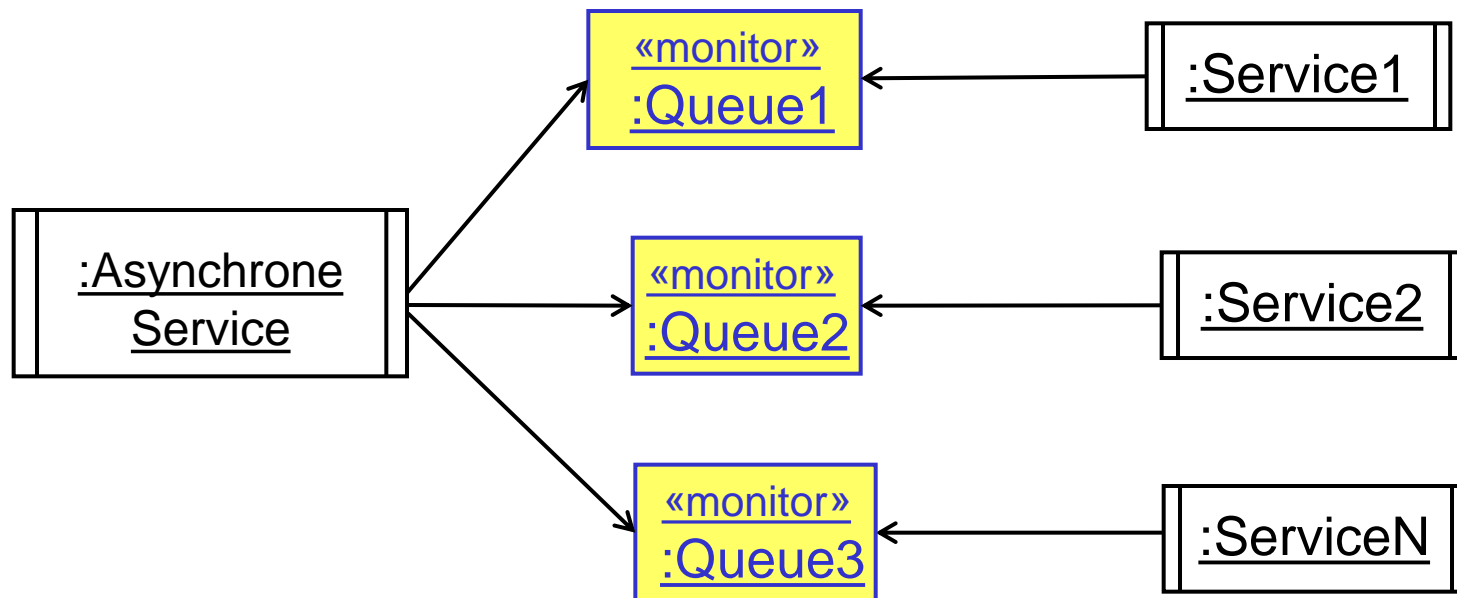 «monitor»
:Queue1
:Service1
:Asynchrone
Service
«monitor»
:Queue2
:Service2
«monitor»
:Queue3
:ServiceN